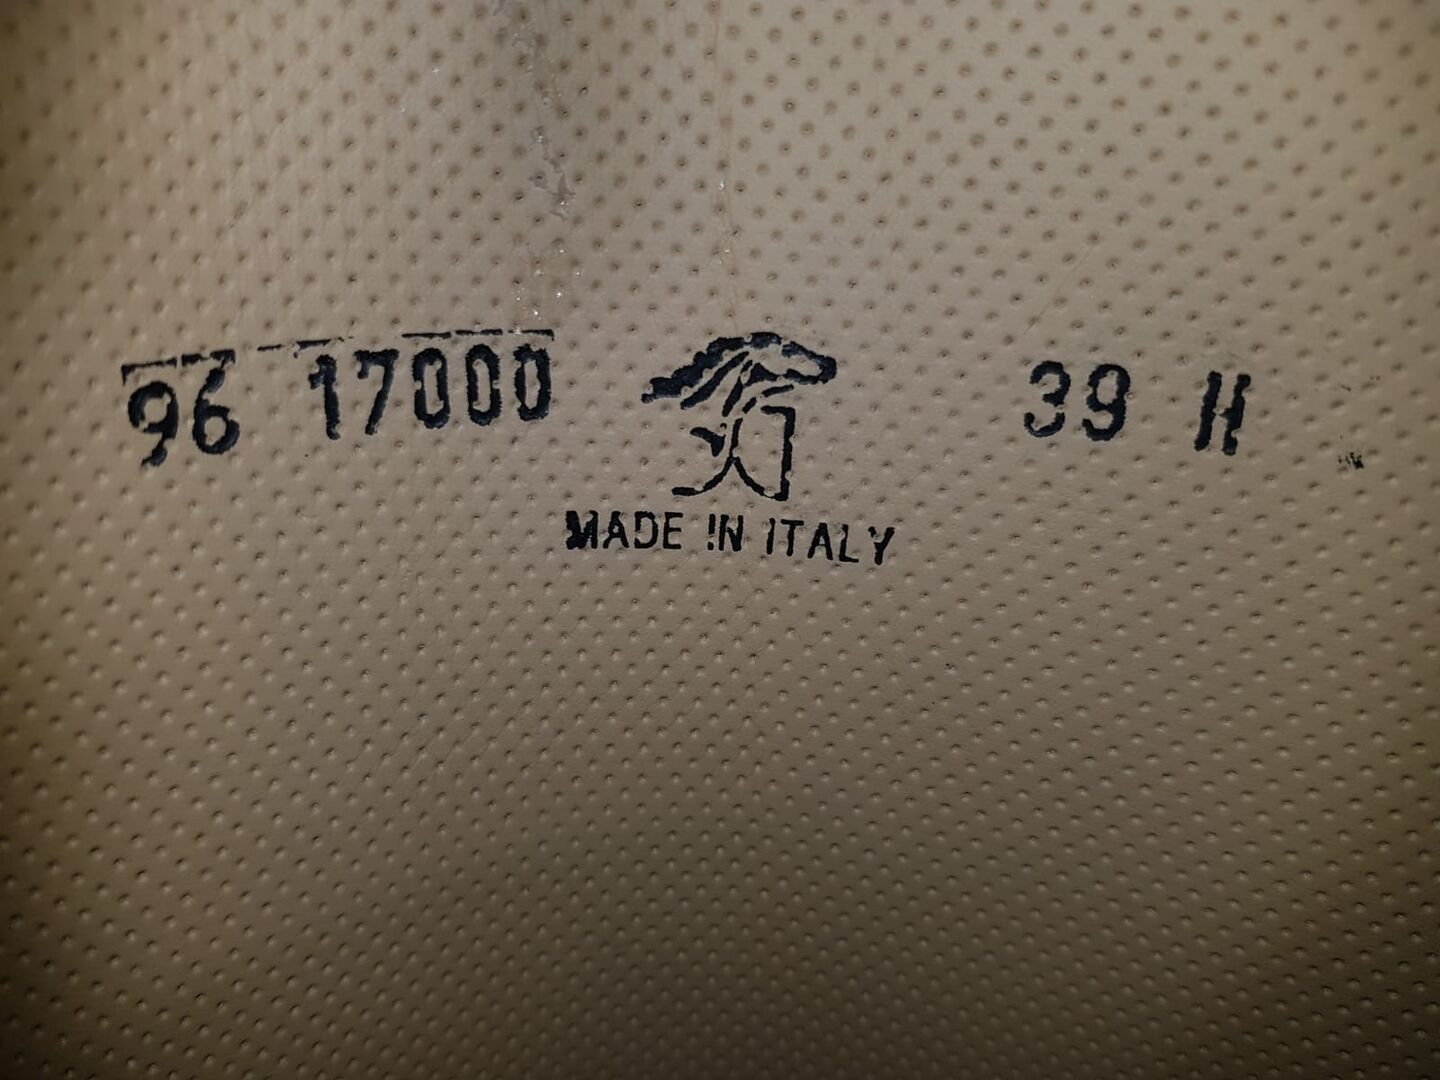 96 17000 39 H
MADE IN ITALY